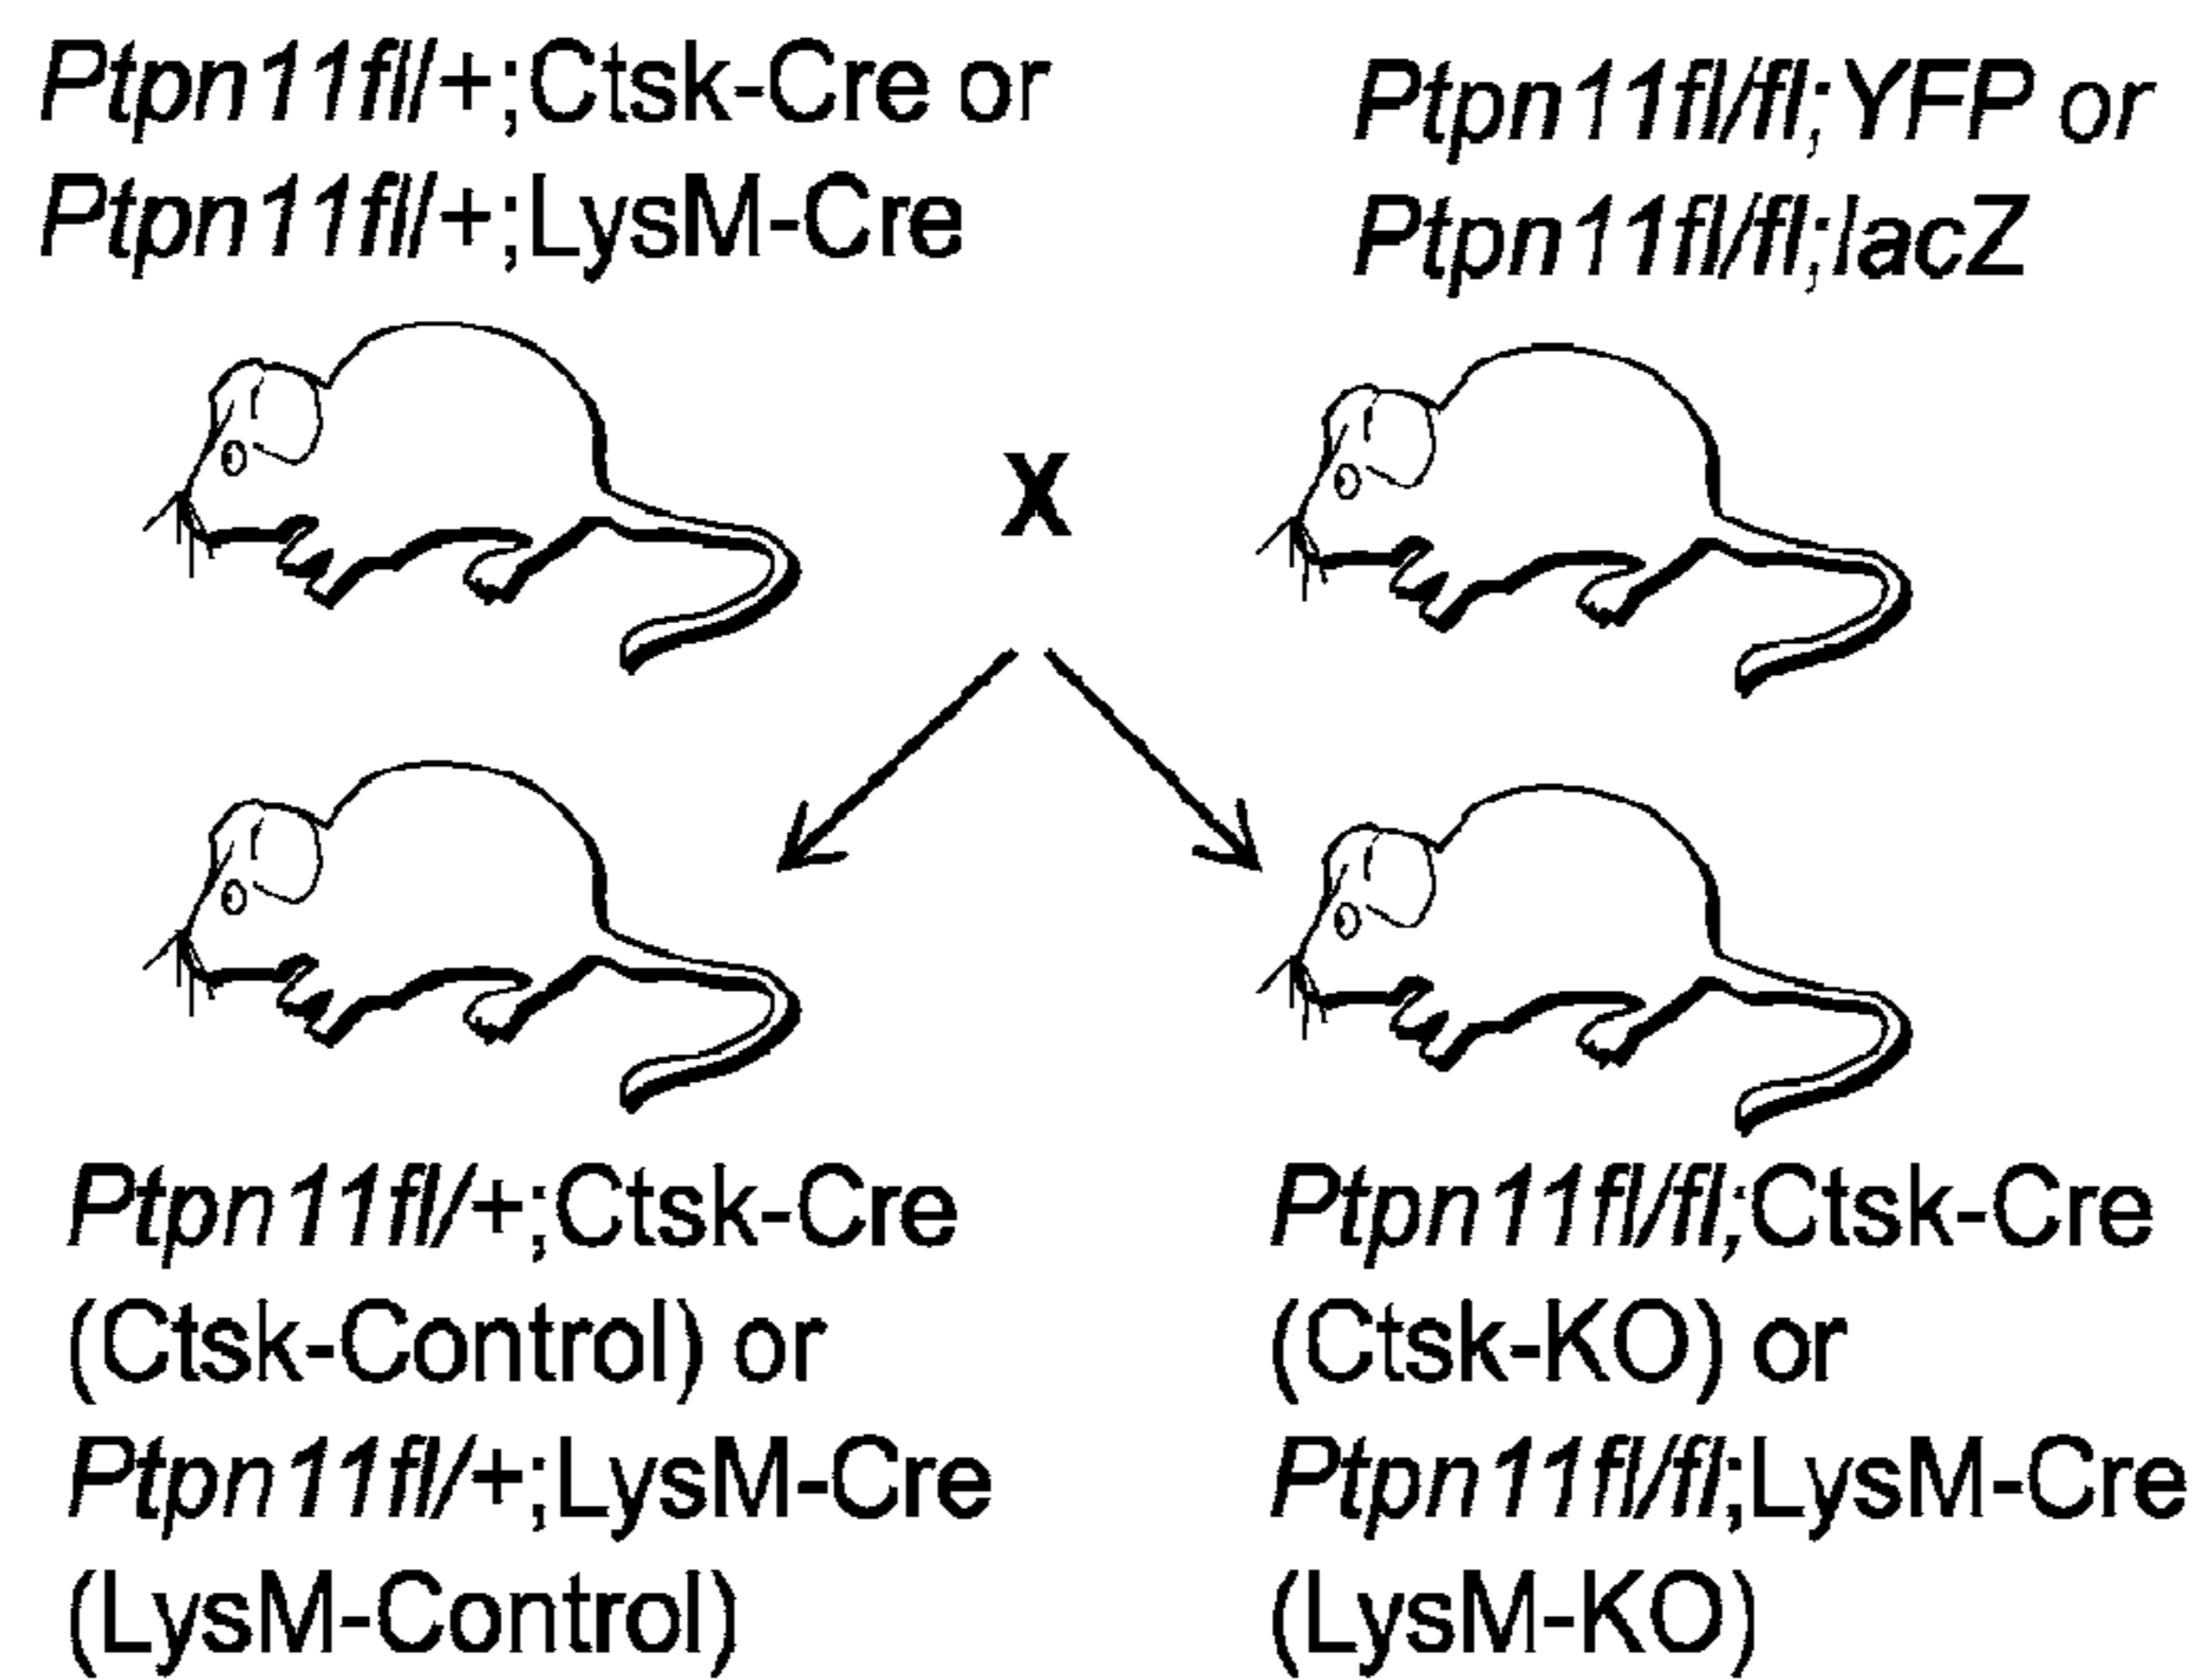 Ptpn11fl/+;Ctsk-Cre or
Ptpn11fl/+;LysM-Cre
Ptpn11fl/fl;YFP or
Ptpn11fl/fl;lacZ
X
Ptpn11fl/+;Ctsk-Cre
(Ctsk-Control) or
Ptpn11fl/+;LysM-Cre
(LysM-Control)
Ptpn11fl/fl;Ctsk-Cre
(Ctsk-KO) or
Ptpn11fl/fl;LysM-Cre
(LysM-KO)